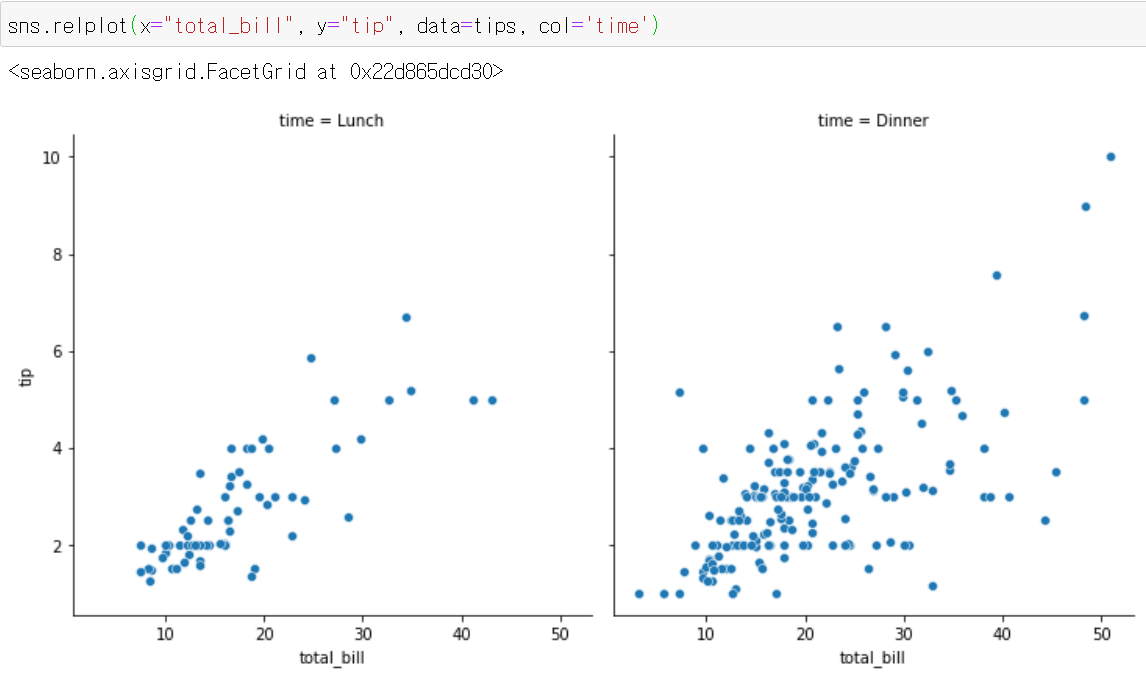 sns.relplot(x="total_bill", y="tip", data=tips, col='time')
<seaborn.axisgrid.FacetGrid at 0x22d865dcd30>
time = Lunch
time = Dinner
10
8
6
4
2
tip
10 20 30 40 50
10 20 30 40 50
total_bill
total_bill